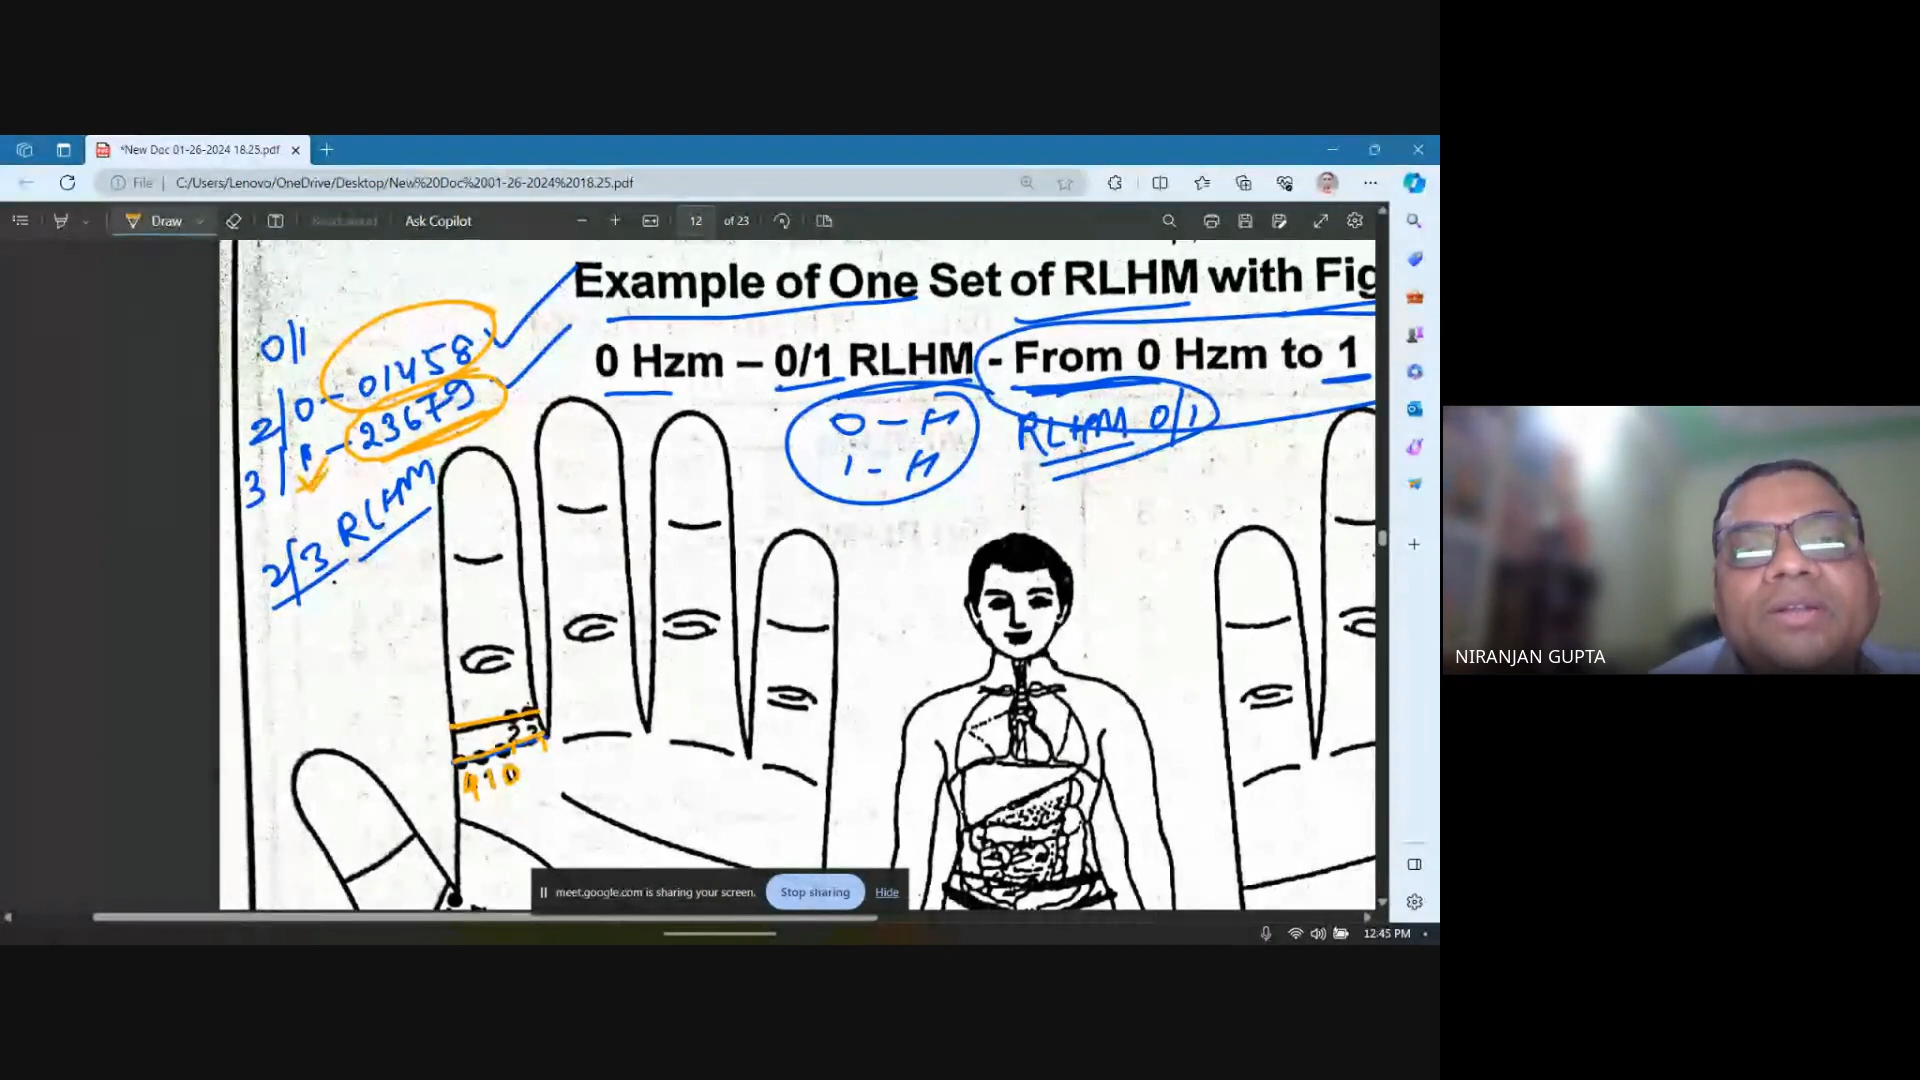 *New Doc 01-26-2024 18.25.pdf
File
C:/Users/Lenovo/OneDrive/Desktop/New%20Doc%2001-26-2024%2018.25.pdf
Draw
Read aloud
Ask Copilot
12 of 23
Example of One Set of RLHM with Fig
0 Hzm – 0/1 RLHM - From 0 Hzm to 1
0/1
0 - 01458
2/
- 23679
3/
2/3 RLHM
0 - H
1 - H
RLHM 0/1
410
meet.google.com is sharing your screen.
Stop sharing
Hide
NIRANJAN GUPTA
12:45 PM